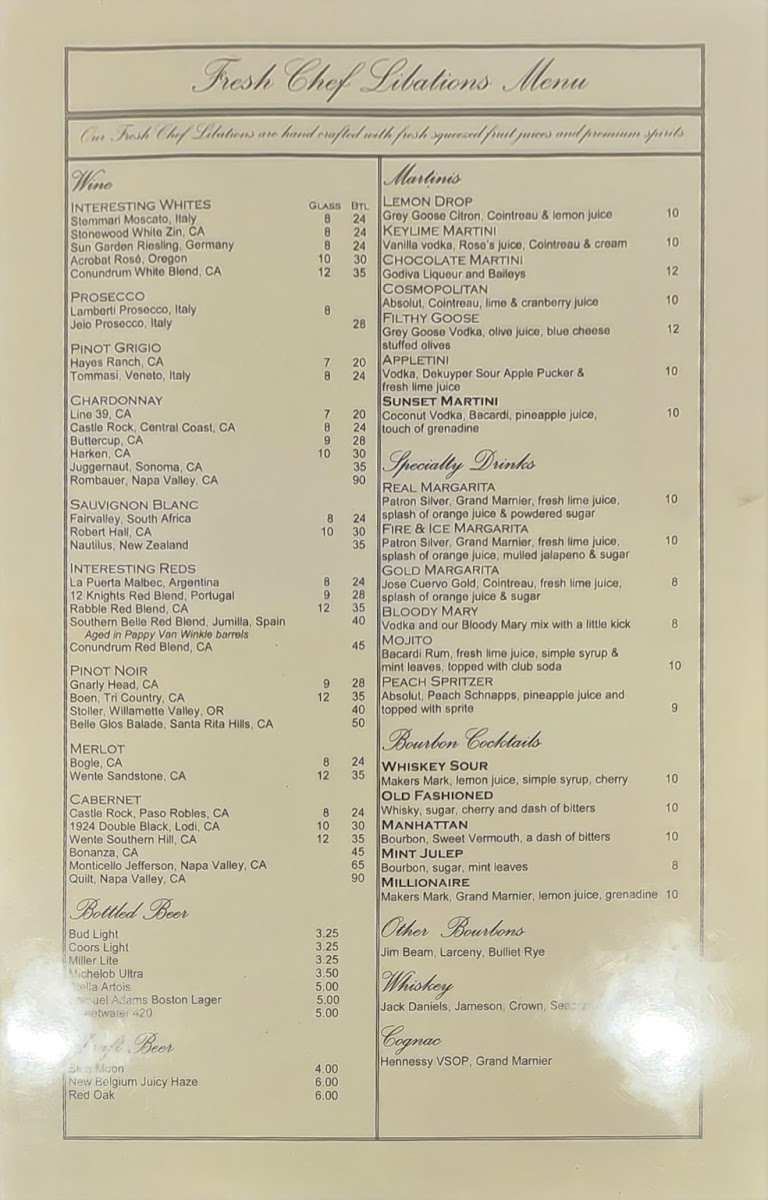 Fresh Chef Libations Menu
Our Fresh Chef Libations are hand crafted with fresh squeezed fruit juices and premium spirits
Wine
INTERESTING WHITES GLASS BTL
Stemmari Moscato, Italy 8 24
Stonewood White Zin, CA 8 24
Sun Garden Riesling, Germany 8 24
Acrobat Rosé, Oregon 10 30
Conundrum White Blend, CA 12 35
PROSECCO
Lamberti Prosecco, Italy 8
Jelo Prosecco, Italy 28
PINOT GRIGIO
Hayes Ranch, CA 7 20
Tommasi, Veneto, Italy 8 24
CHARDONNAY
Line 39, CA 7 20
Castle Rock, Central Coast, CA 8 24
Buttercup, CA 9 28
Harken, CA 10 30
Juggernaut, Sonoma, CA 35
Rombauer, Napa Valley, CA 90
SAUVIGNON BLANC
Fairvalley, South Africa 8 24
Robert Hall, CA 10 30
Nautilus, New Zealand 35
INTERESTING REDS
La Puerta Malbec, Argentina 8 24
12 Knights Red Blend, Portugal 9 28
Rabble Red Blend, CA 12 35
Southern Belle Red Blend, Jumilla, Spain 40
Aged in Pappy Van Winkle barrels
Conundrum Red Blend, CA 45
PINOT NOIR
Gnarly Head, CA 9 28
Boen, Tri Country, CA 12 35
Stoller, Willamette Valley, OR 40
Belle Glos Balade, Santa Rita Hills, CA 50
MERLOT
Bogle, CA 8 24
Wente Sandstone, CA 12 35
CABERNET
Castle Rock, Paso Robles, CA 8 24
1924 Double Black, Lodi, CA 10 30
Wente Southern Hill, CA 12 35
Bonanza, CA 45
Monticello Jefferson, Napa Valley, CA 65
Quilt, Napa Valley, CA 90
Bottled Beer
Bud Light 3.25
Coors Light 3.25
Miller Lite 3.25
Michelob Ultra 3.50
Artois 5.00
Adams Boston Lager 5.00
420 5.00
Draft Beer
Moon 4.00
New Belgium Juicy Haze 6.00
Red Oak 6.00
Martinis
LEMON DROP
Grey Goose Citron, Cointreau & lemon juice 10
KEYLIME MARTINI
Vanilla vodka, Rose's juice, Cointreau & cream 10
CHOCOLATE MARTINI
Godiva Liqueur and Baileys 12
COSMOPOLITAN
Absolut, Cointreau, lime & cranberry juice 10
FILTHY GOOSE
Grey Goose Vodka, olive juice, blue cheese 12
stuffed olives
APPLETINI
Vodka, Dekuyper Sour Apple Pucker & 10
fresh lime juice
SUNSET MARTINI
Coconut Vodka, Bacardi, pineapple juice, 10
touch of grenadine
Specialty Drinks
REAL MARGARITA
Patron Silver, Grand Marnier, fresh lime juice, 10
splash of orange juice & powdered sugar
FIRE & ICE MARGARITA
Patron Silver, Grand Marnier, fresh lime juice, 10
splash of orange juice, mulled jalapeno & sugar
GOLD MARGARITA
Jose Cuervo Gold, Cointreau, fresh lime juice, 8
splash of orange juice & sugar
BLOODY MARY
Vodka and our Bloody Mary mix with a little kick 8
MOJITO
Bacardi Rum, fresh lime juice, simple syrup &
mint leaves, topped with club soda 10
PEACH SPRITZER
Absolut, Peach Schnapps, pineapple juice and
topped with sprite 9
Bourbon Cocktails
WHISKEY SOUR
Makers Mark, lemon juice, simple syrup, cherry 10
OLD FASHIONED
Whisky, sugar, cherry and dash of bitters 10
MANHATTAN
Bourbon, Sweet Vermouth, a dash of bitters 10
MINT JULEP
Bourbon, sugar, mint leaves 8
MILLIONAIRE
Makers Mark, Grand Marnier, lemon juice, grenadine 10
Other Bourbons
Jim Beam, Larceny, Bulliet Rye
Whiskey
Jack Daniels, Jameson, Crown,
Cognac
Hennessy VSOP, Grand Marnier